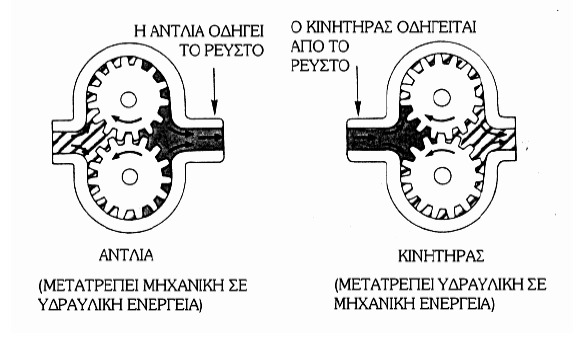 Η ΑΝΤΛΙΑ ΟΔΗΓΕΙ
ΤΟ ΡΕΥΣΤΟ
Ο ΚΙΝΗΤΗΡΑΣ ΟΔΗΓΕΙΤΑΙ
ΑΠΟ ΤΟ
ΡΕΥΣΤΟ
ΑΝΤΛΙΑ
(ΜΕΤΑΤΡΕΠΕΙ ΜΗΧΑΝΙΚΗ ΣΕ
ΥΔΡΑΥΛΙΚΗ ΕΝΕΡΓΕΙΑ)
ΚΙΝΗΤΗΡΑΣ
(ΜΕΤΑΤΡΕΠΕΙ ΥΔΡΑΥΛΙΚΗ ΣΕ
ΜΗΧΑΝΙΚΗ ΕΝΕΡΓΕΙΑ)